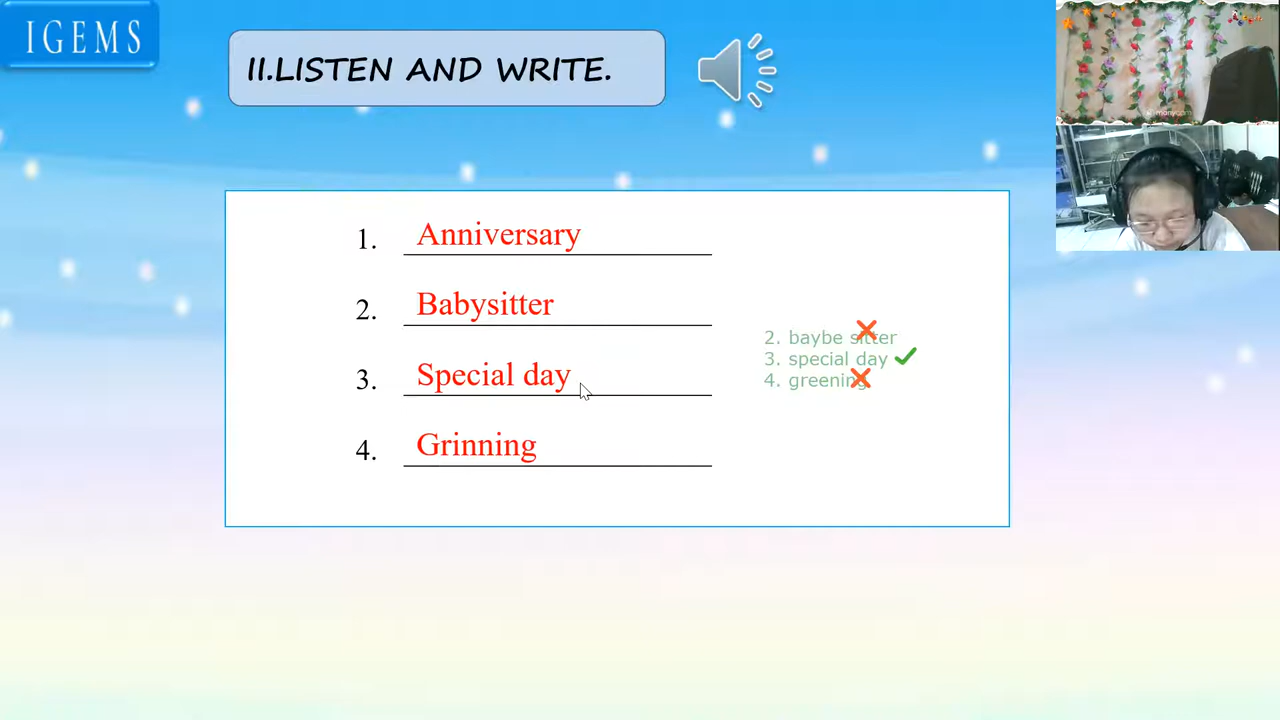 IGEMS
II.LISTEN AND WRITE.
1. Anniversary
2. Babysitter
3. Special day
4. Grinning
2. baybe sitter
3. special day
4. greening